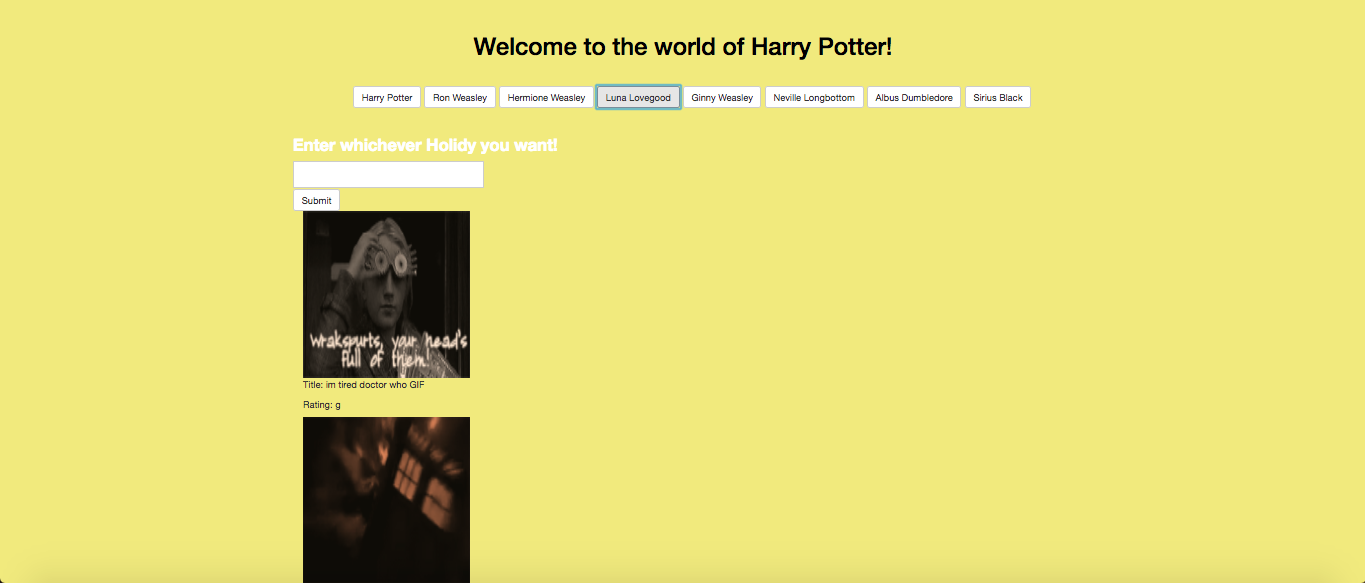 Welcome to the world of Harry Potter!
Harry Potter Ron Weasley Hermione Weasley Luna Lovegood Ginny Weasley Neville Longbottom Albus Dumbledore Sirius Black
Enter whichever Holidy you want!
Submit
wrakspurts, your head's
full of them!
Title: im tired doctor who GIF
Rating: g